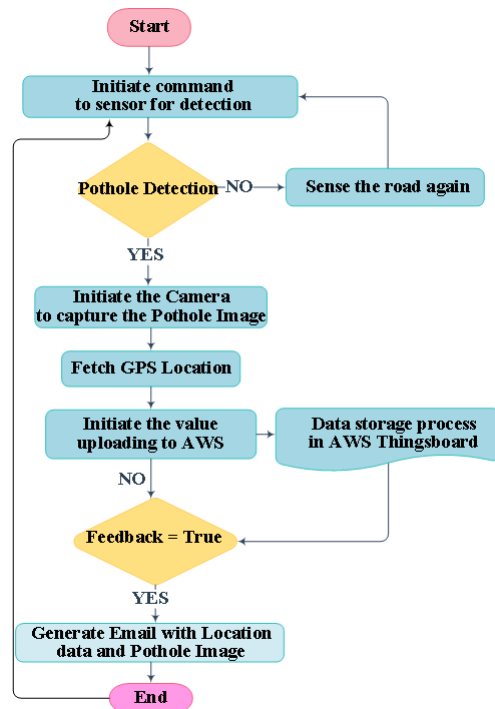 Start
Initiate command
to sensor for detection
Pothole Detection
NO
Sense the road again
YES
Initiate the Camera
to capture the Pothole Image
Fetch GPS Location
Initiate the value
uploading to AWS
Data storage process
in AWS Thingsboard
NO
Feedback = True
YES
Generate Email with Location
data and Pothole Image
End